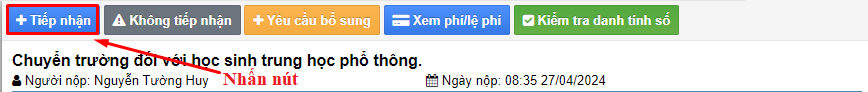 + Tiếp nhận  Không tiếp nhận  + Yêu cầu bổ sung  Xem phí/lệ phí  Kiểm tra danh tính số
Chuyển trường đối với học sinh trung học phổ thông.
Người nộp: Nguyễn Tường Huy  Nhấn nút  Ngày nộp: 08:35 27/04/2024